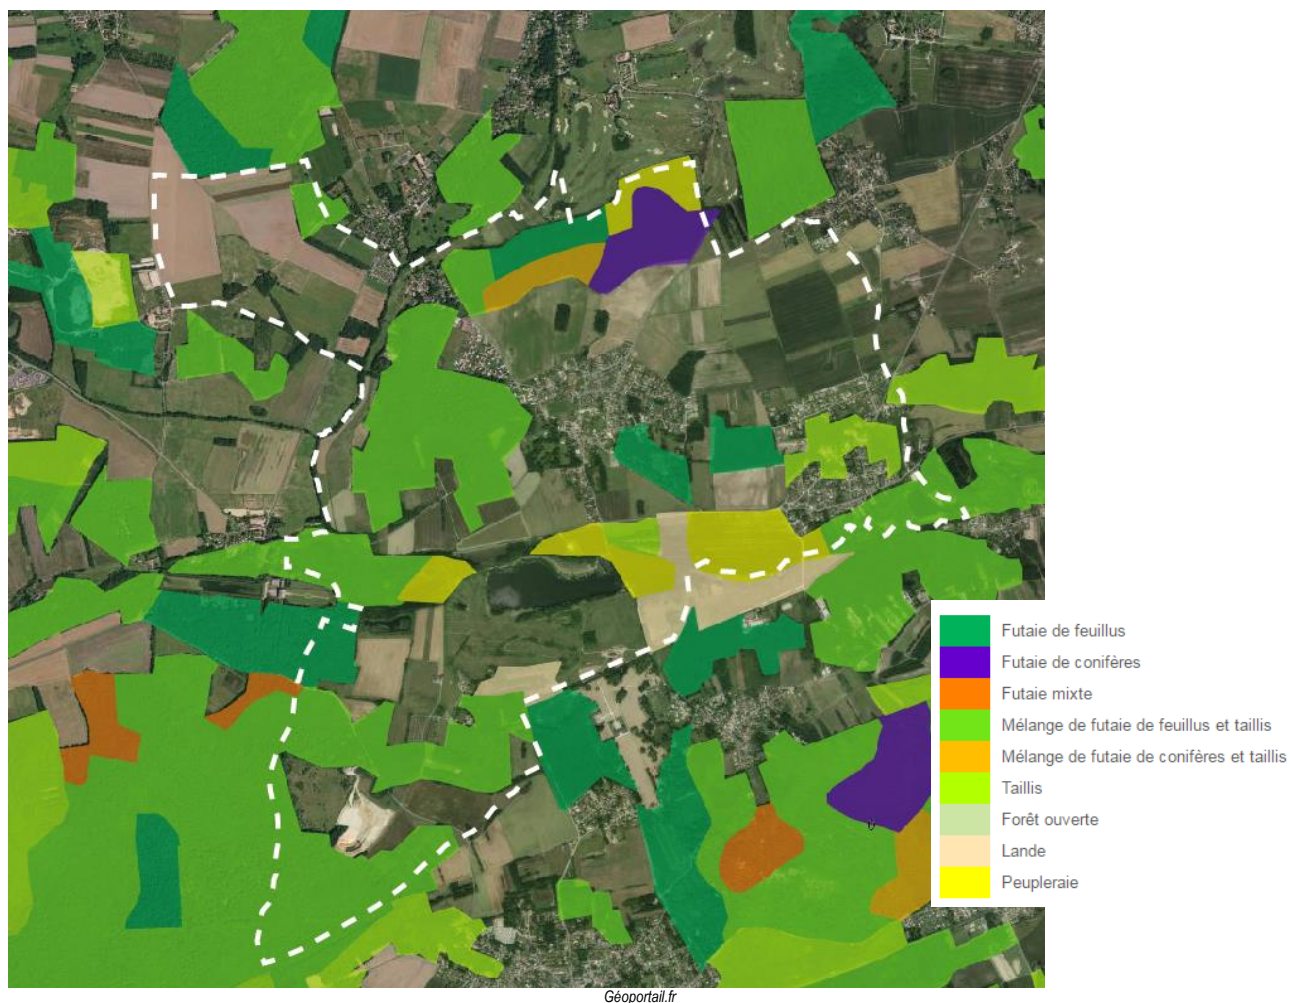 Futaie de feuillus
Futaie de conifères
Futaie mixte
Mélange de futaie de feuillus et taillis
Mélange de futaie de conifères et taillis
Taillis
Forêt ouverte
Lande
Peupleraie
Géoportail.fr